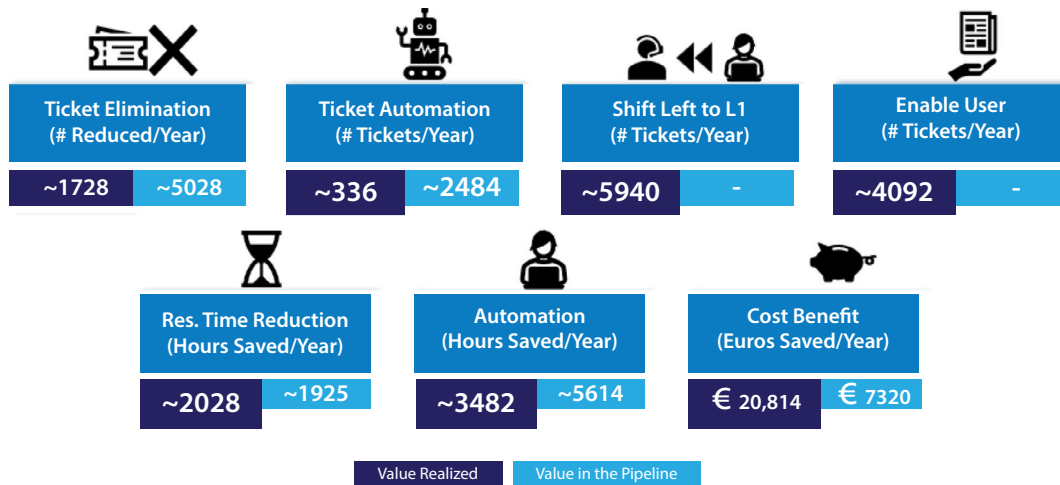 Ticket Elimination
(# Reduced/Year)
~1728
~5028
Ticket Automation
(# Tickets/Year)
~336
~2484
Shift Left to L1
(# Tickets/Year)
~5940
-
Enable User
(# Tickets/Year)
~4092
-
Res. Time Reduction
(Hours Saved/Year)
~2028
~1925
Automation
(Hours Saved/Year)
~3482
~5614
Cost Benefit
(Euros Saved/Year)
€ 20,814
€ 7320
Value Realized
Value in the Pipeline